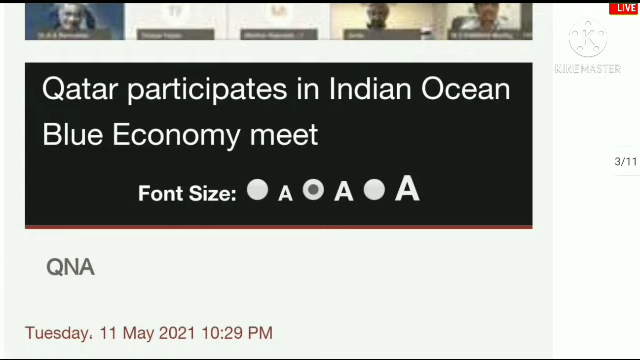 LIVE
KINEMASTER
Qatar participates in Indian Ocean
Blue Economy meet
Font Size: A A A
3/11
QNA
Tuesday، 11 May 2021 10:29 PM